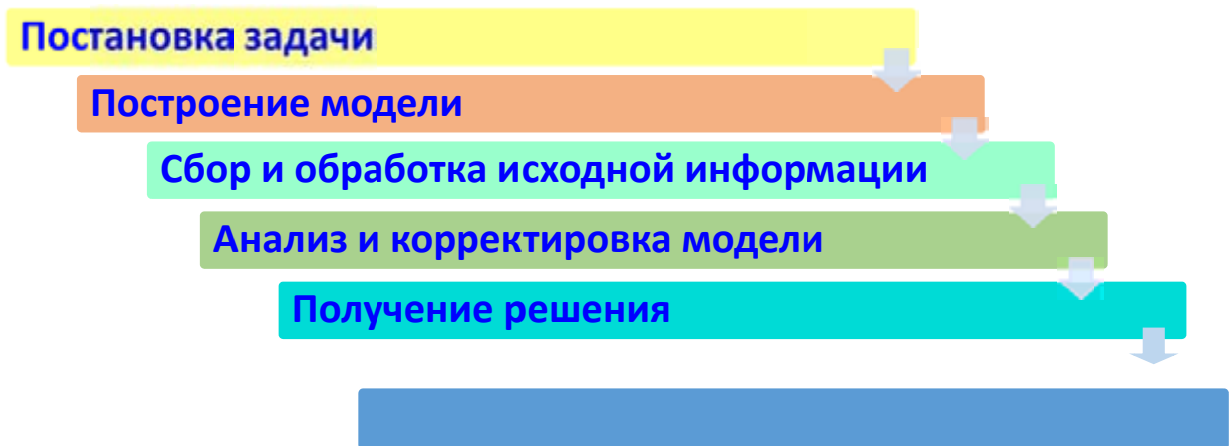 Постановка задачи
Построение модели
Сбор и обработка исходной информации
Анализ и корректировка модели
Получение решения